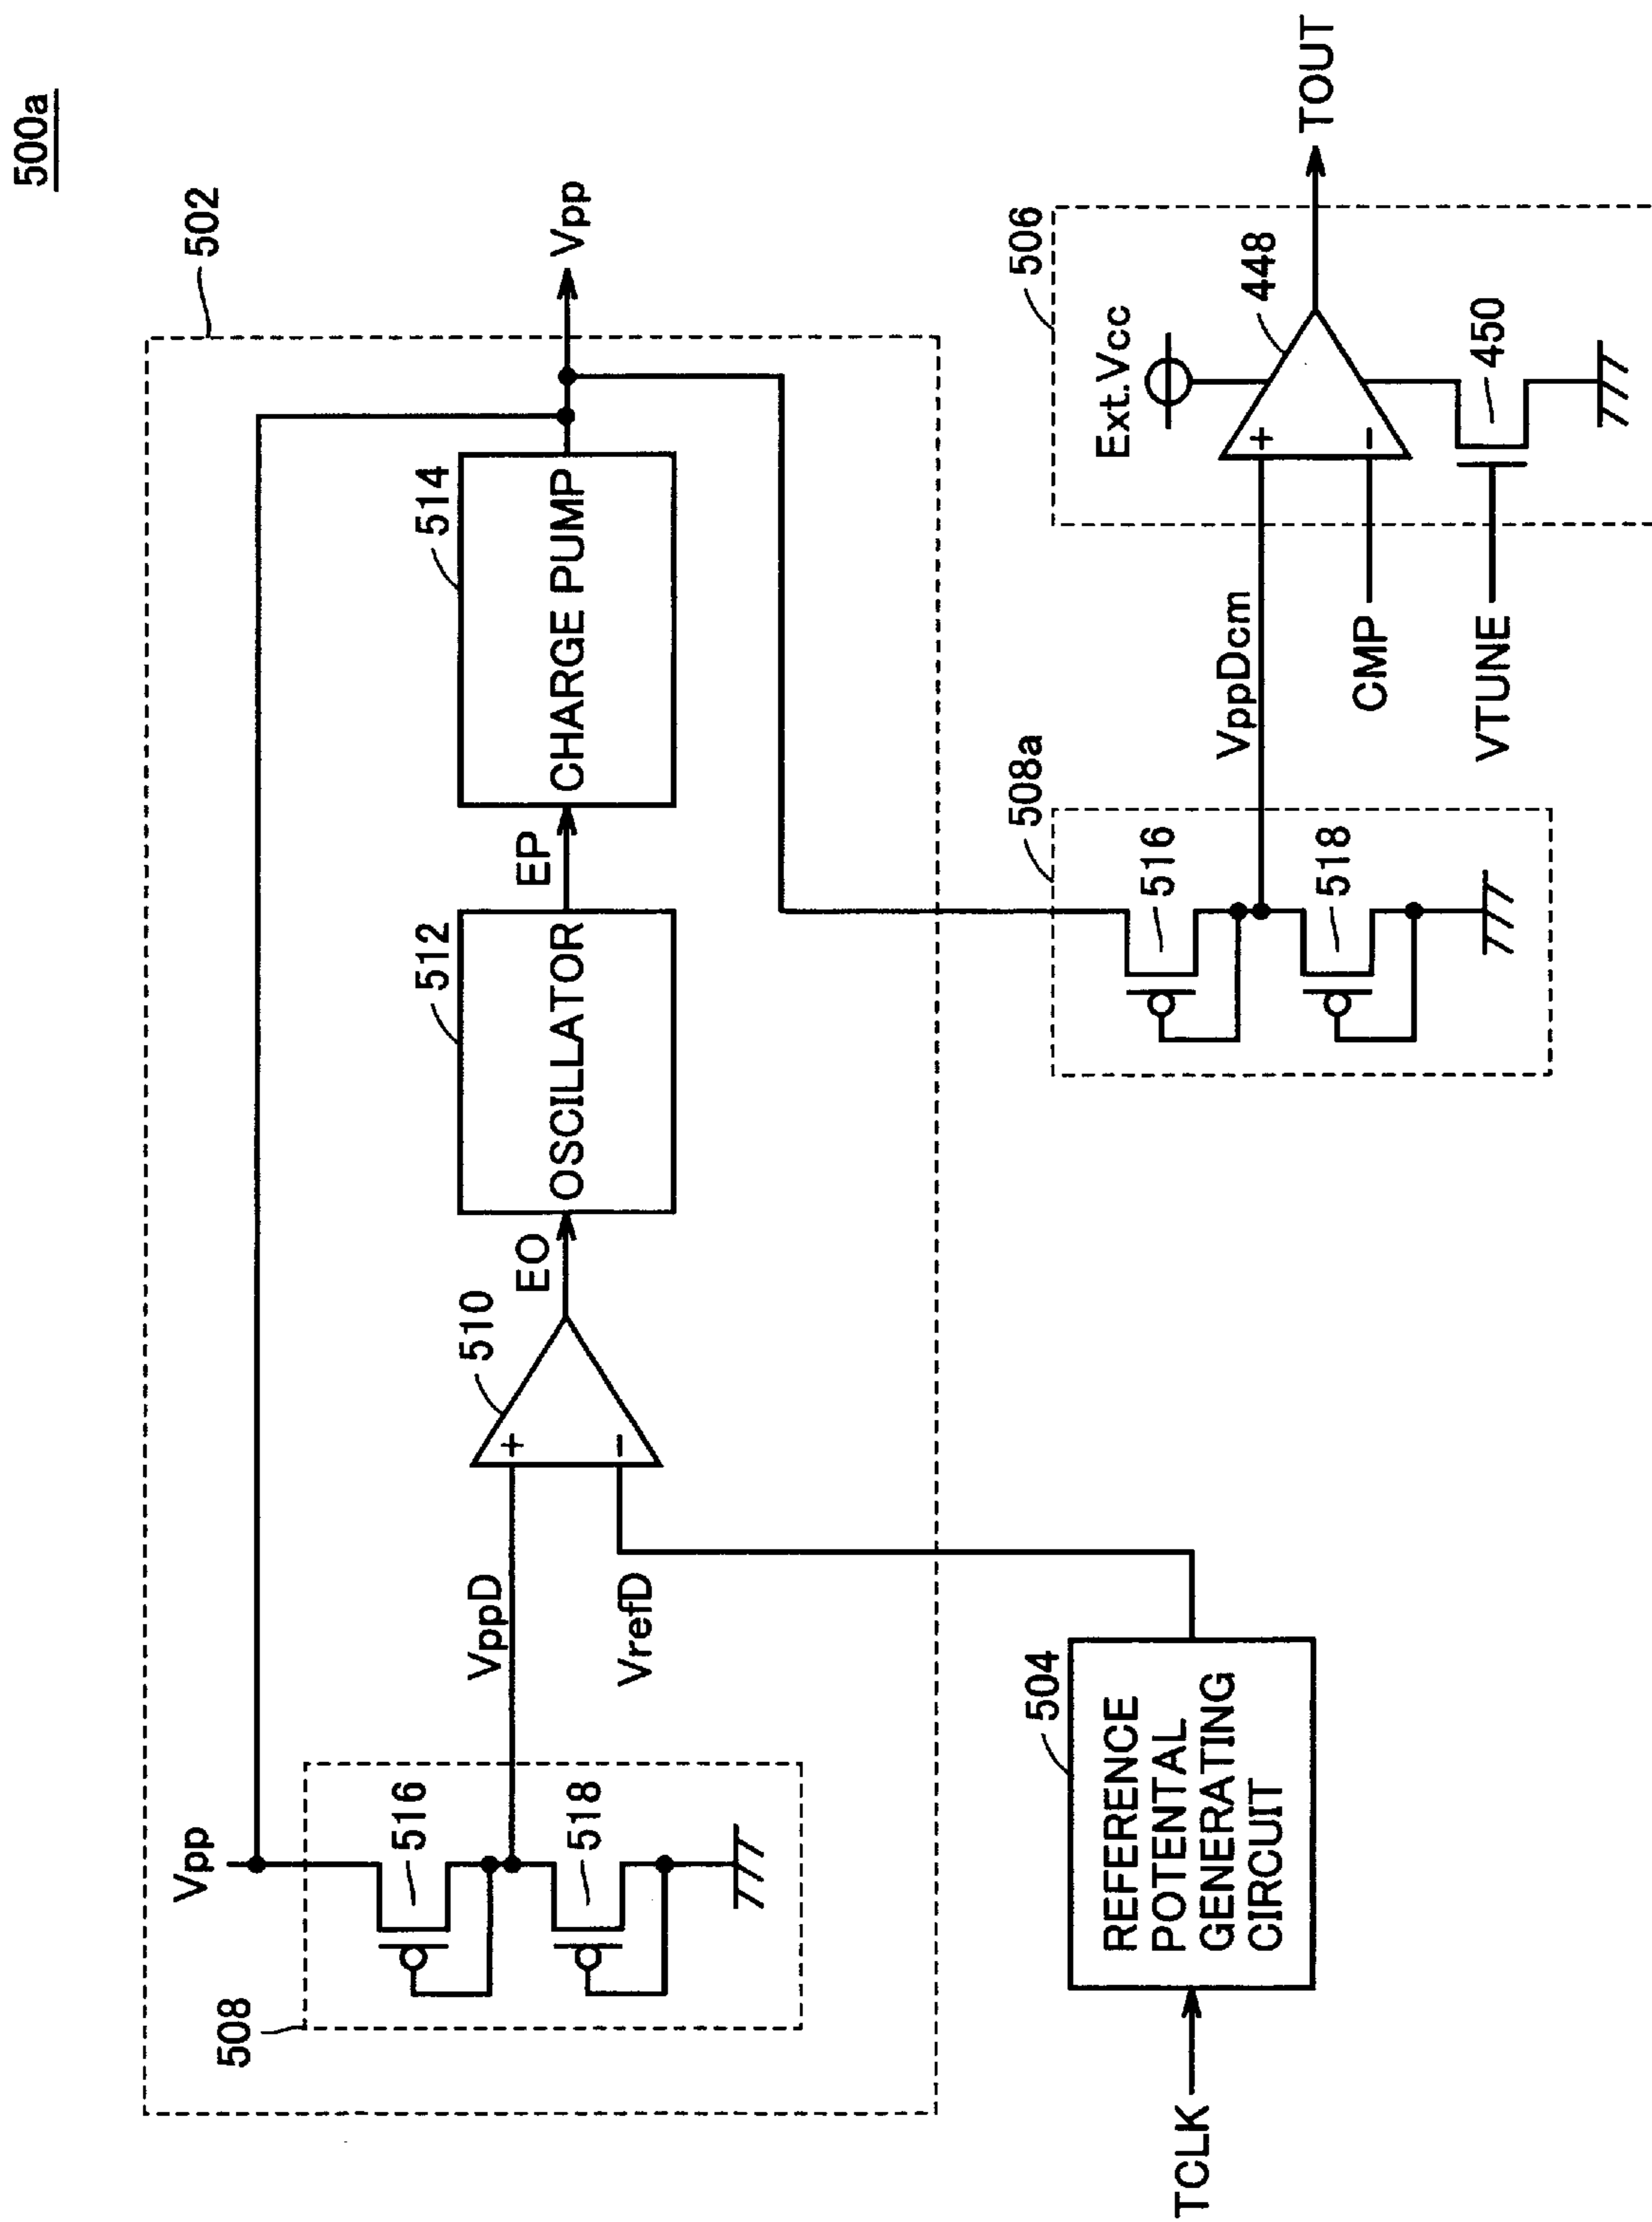 500a
502
Vpp
508
516
518
VppD
VrefD
510
EO
512
OSCILLATOR
EP
514
CHARGE PUMP
Vpp
TCLK
504
REFERENCE
POTENTIAL
GENERATING
CIRCUIT
508a
516
518
VppDcm
CMP
VTUNE
506
Ext.Vcc
448
450
+
−
+
−
TOUT